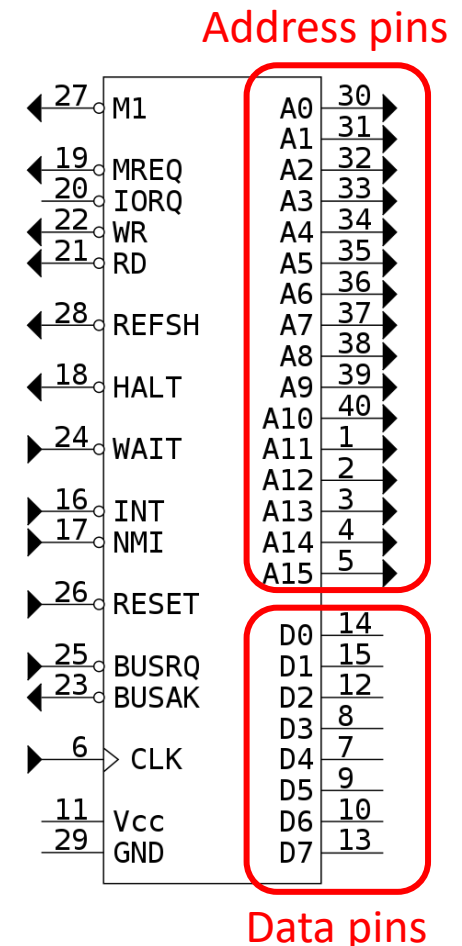 Address pins
27 M1 A0 30
A1 31
19 MREQ A2 32
20 IORQ A3 33
22 WR A4 34
21 RD A5 35
A6 36
28 REFSH A7 37
A8 38
18 HALT A9 39
A10 40
24 WAIT A11 1
A12 2
16 INT A13 3
17 NMI A14 4
A15 5
26 RESET
D0 14
25 BUSRQ D1 15
23 BUSAK D2 12
D3 8
6 CLK D4 7
D5 9
11 Vcc D6 10
29 GND D7 13
Data pins